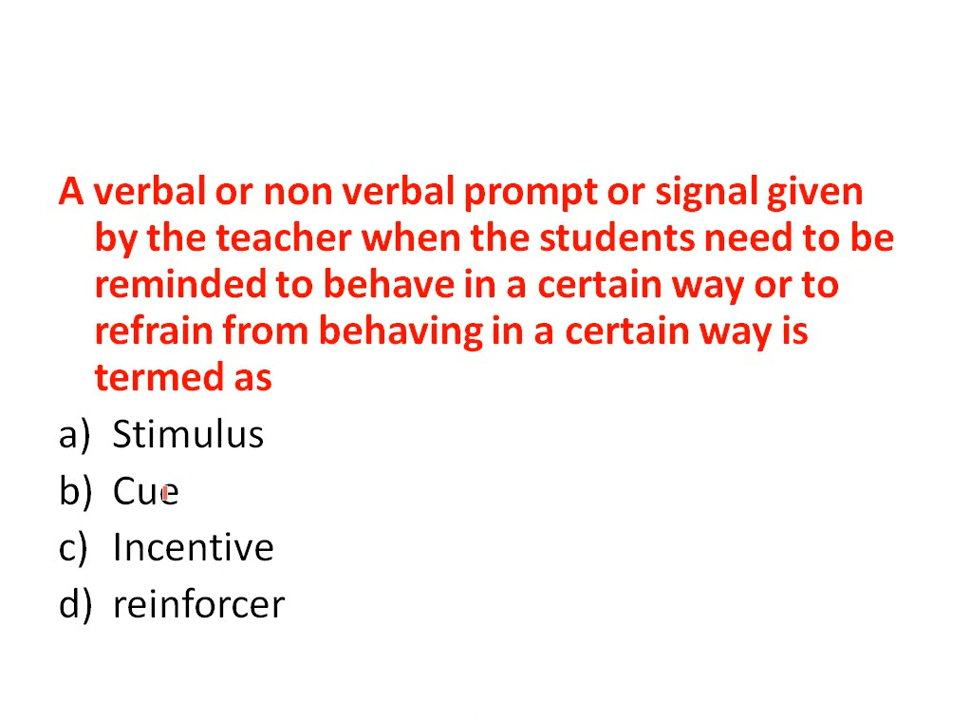 A verbal or non verbal prompt or signal given
by the teacher when the students need to be
reminded to behave in a certain way or to
refrain from behaving in a certain way is
termed as
a) Stimulus
b) Cue
c) Incentive
d) reinforcer